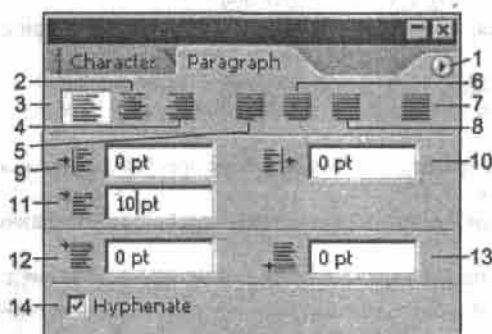 Character Paragraph
1
2
6
3
7
4
8
5
9
0 pt
0 pt
10
11
10 pt
12
0 pt
0 pt
13
14
Hyphenate